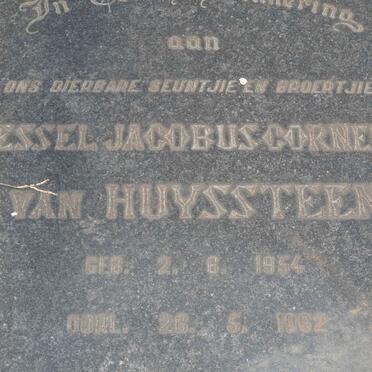 In
aan
ONS DIERBARE SEUNTJIE EN BROERTJIE
ESSEL JACOBUS CORNE
VAN HUYSSTEEN
GEB. 2. 6. 1954
OORL. 26. 5. 1962